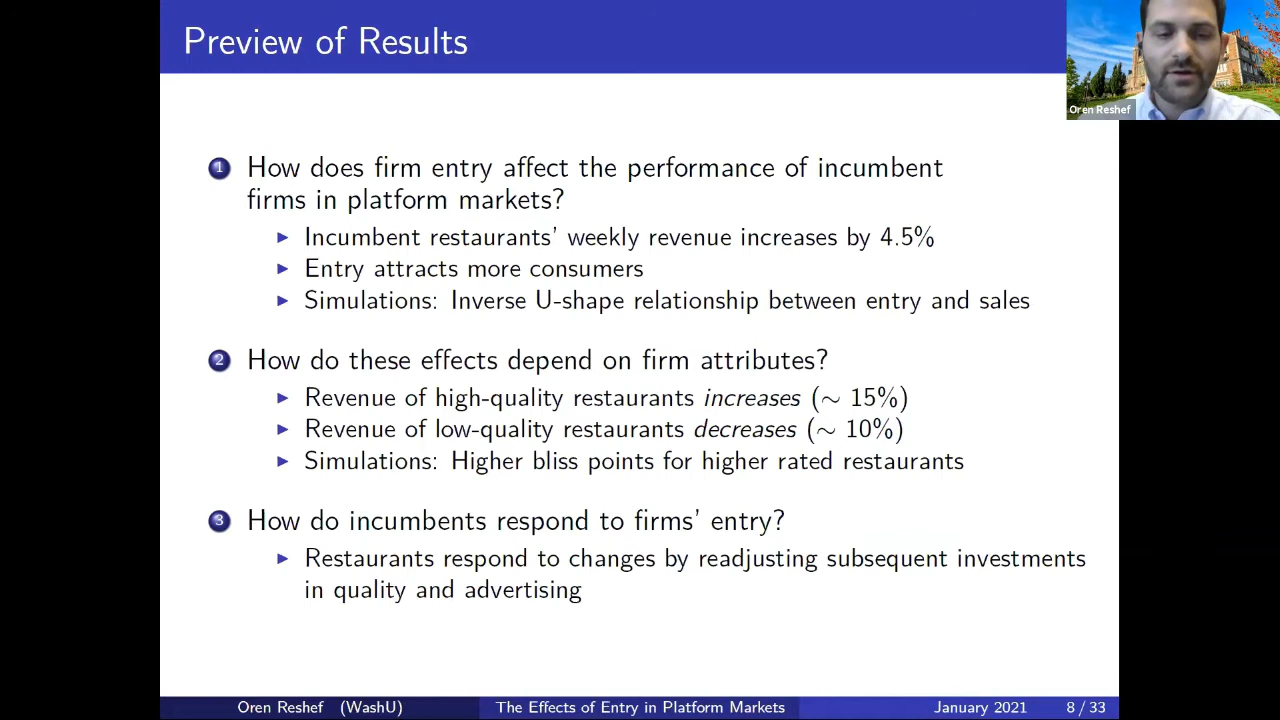 Preview of Results
Oren Reshef
1 How does firm entry affect the performance of incumbent
firms in platform markets?
▶ Incumbent restaurants' weekly revenue increases by 4.5%
▶ Entry attracts more consumers
▶ Simulations: Inverse U-shape relationship between entry and sales
2 How do these effects depend on firm attributes?
▶ Revenue of high-quality restaurants increases (∼ 15%)
▶ Revenue of low-quality restaurants decreases (∼ 10%)
▶ Simulations: Higher bliss points for higher rated restaurants
3 How do incumbents respond to firms' entry?
▶ Restaurants respond to changes by readjusting subsequent investments
in quality and advertising
Oren Reshef (WashU) The Effects of Entry in Platform Markets January 2021 8 / 33